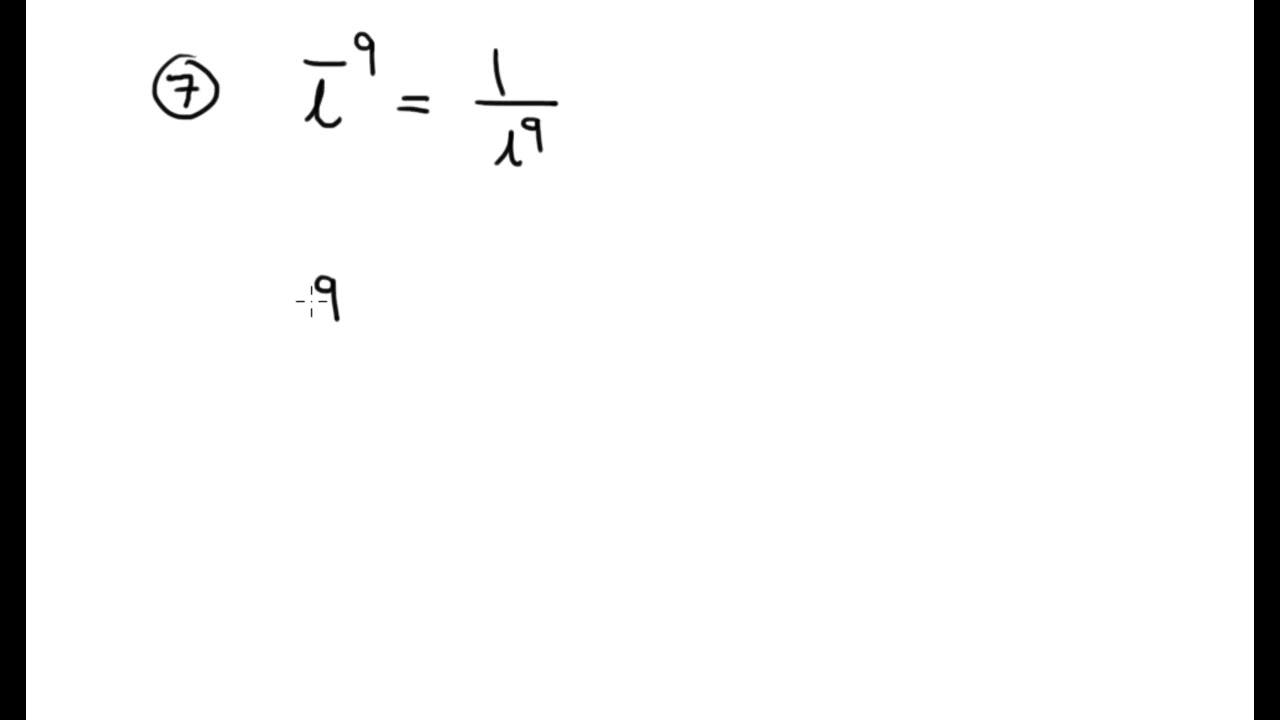 ⑦ i⁻⁹ = 1/i⁹
9